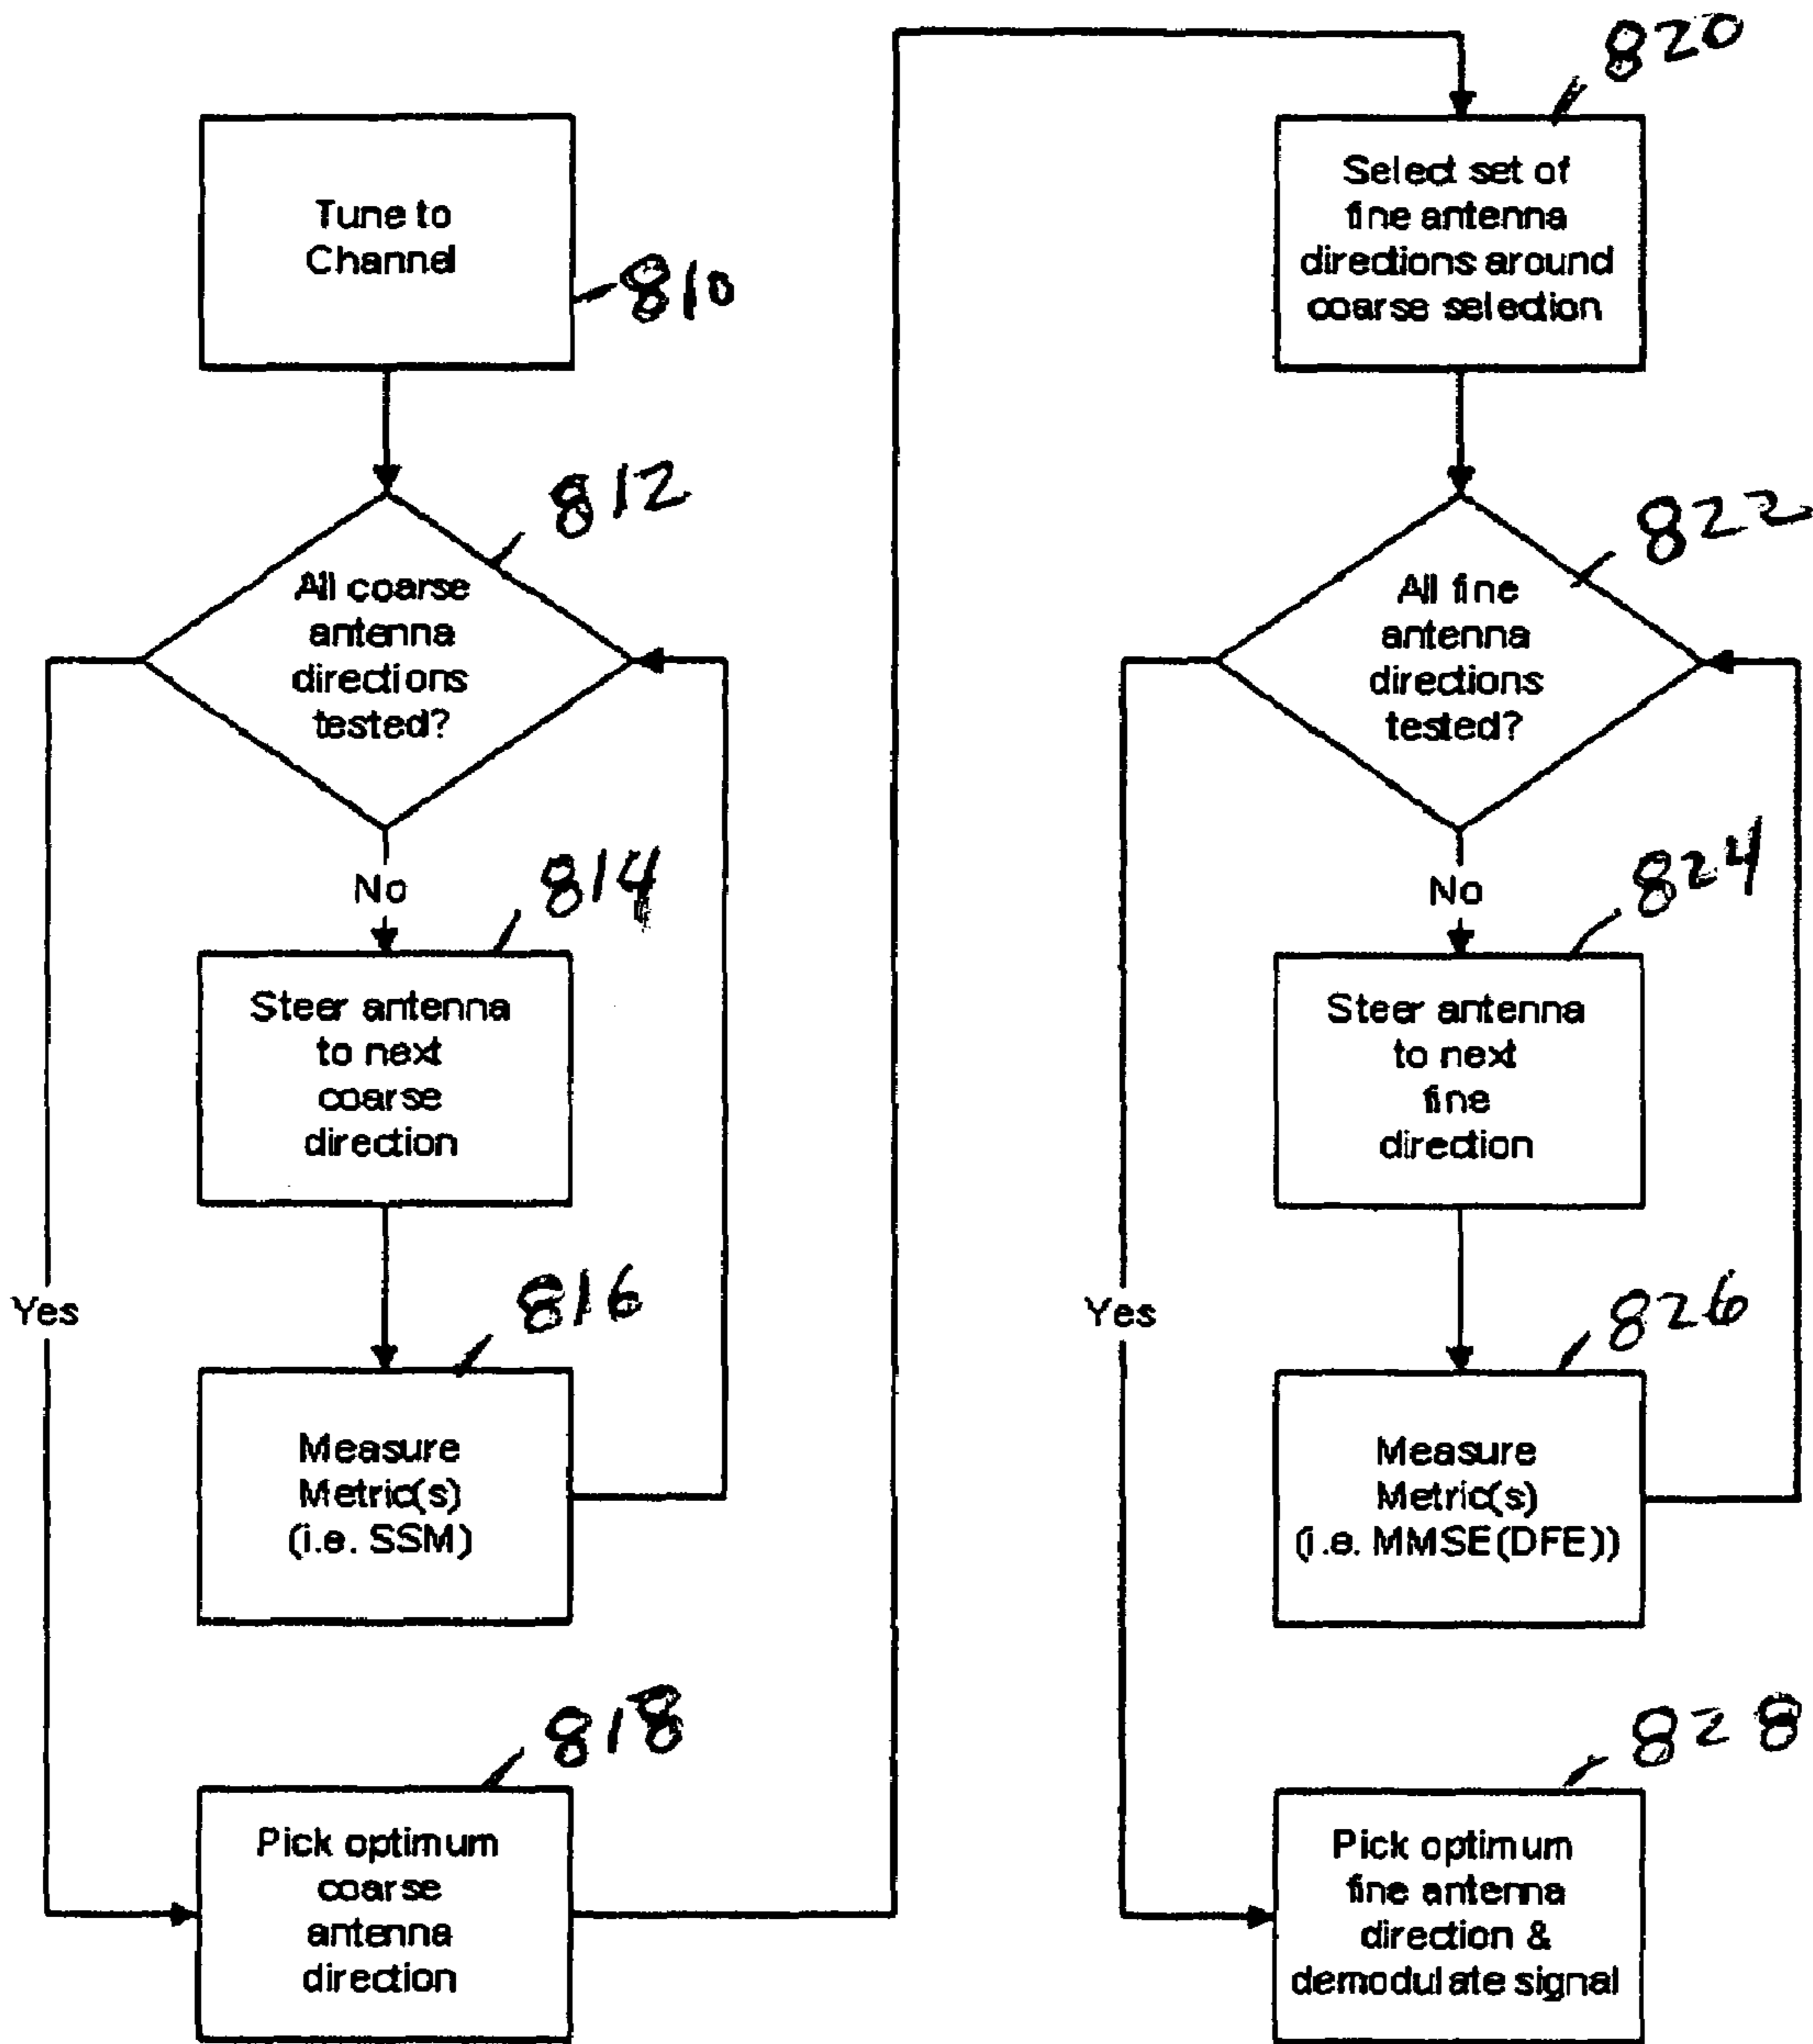 Tune to
Channel
810
812
All coarse
antenna
directions
tested?
No
814
Steer antenna
to next
coarse
direction
Yes
816
Measure
Metric(s)
(i.e. SSM)
818
Pick optimum
coarse
antenna
direction
820
Select set of
fine antenna
directions around
coarse selection
822
All fine
antenna
directions
tested?
No
824
Steer antenna
to next
fine
direction
Yes
826
Measure
Metric(s)
(i.e. MMSE(DFE))
828
Pick optimum
fine antenna
direction &
demodulate signal